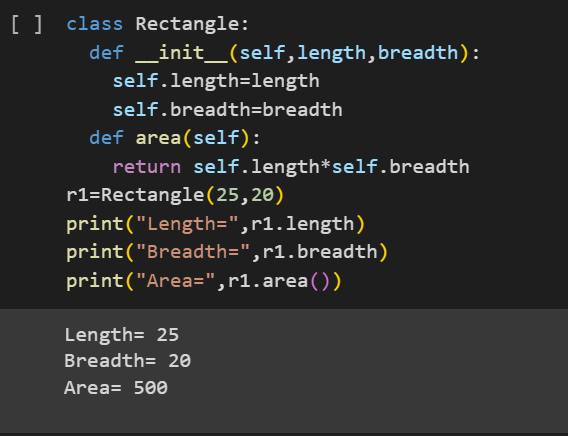 [ ] class Rectangle:
  def __init__(self,length,breadth):
    self.length=length
    self.breadth=breadth
  def area(self):
    return self.length*self.breadth
r1=Rectangle(25,20)
print("Length=",r1.length)
print("Breadth=",r1.breadth)
print("Area=",r1.area())
Length= 25
Breadth= 20
Area= 500